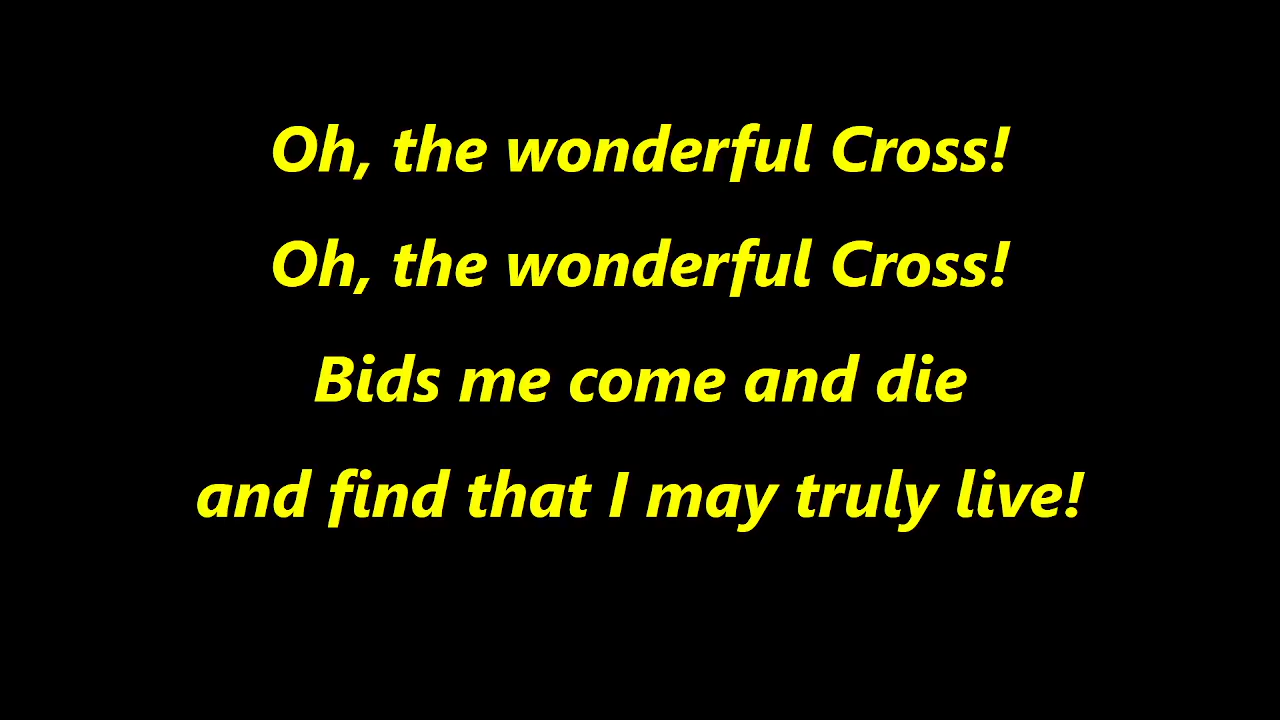 Oh, the wonderful Cross!
Oh, the wonderful Cross!
Bids me come and die
and find that I may truly live!